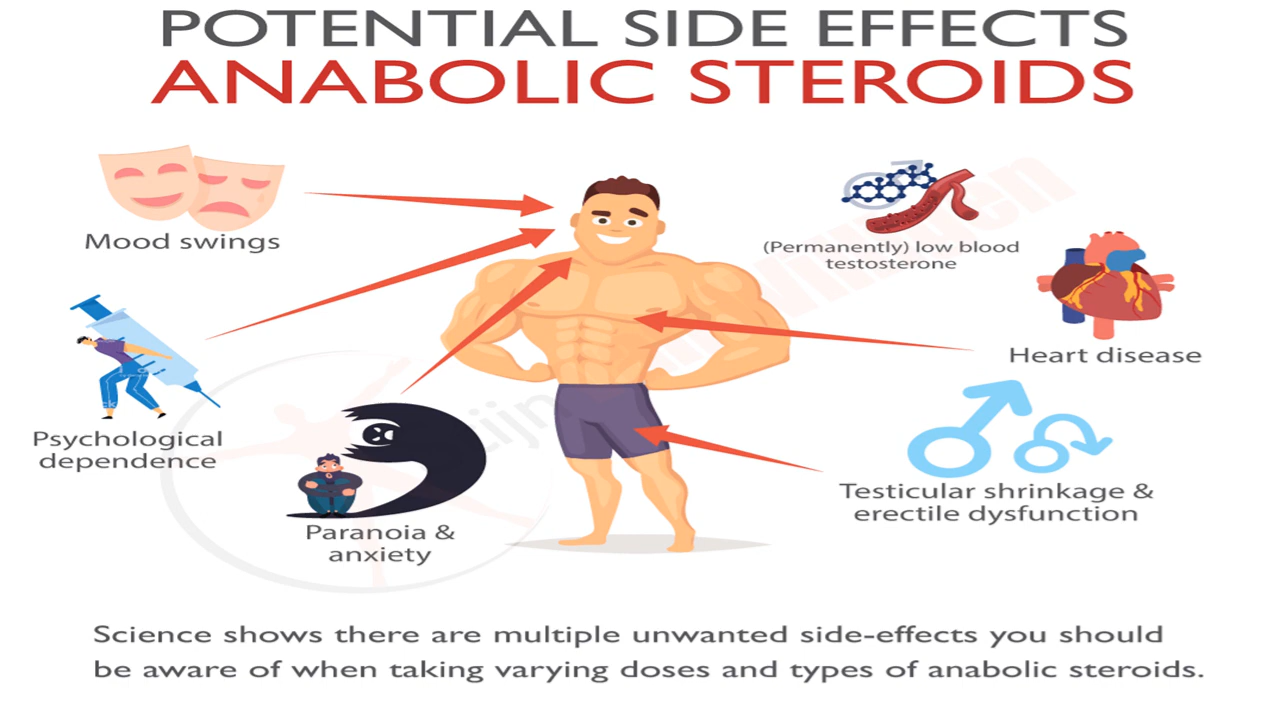 POTENTIAL SIDE EFFECTS
ANABOLIC STEROIDS
Mood swings
(Permanently) low blood
testosterone
Heart disease
Psychological
dependence
Testicular shrinkage &
erectile dysfunction
Paranoia &
anxiety
Science shows there are multiple unwanted side-effects you should
be aware of when taking varying doses and types of anabolic steroids.